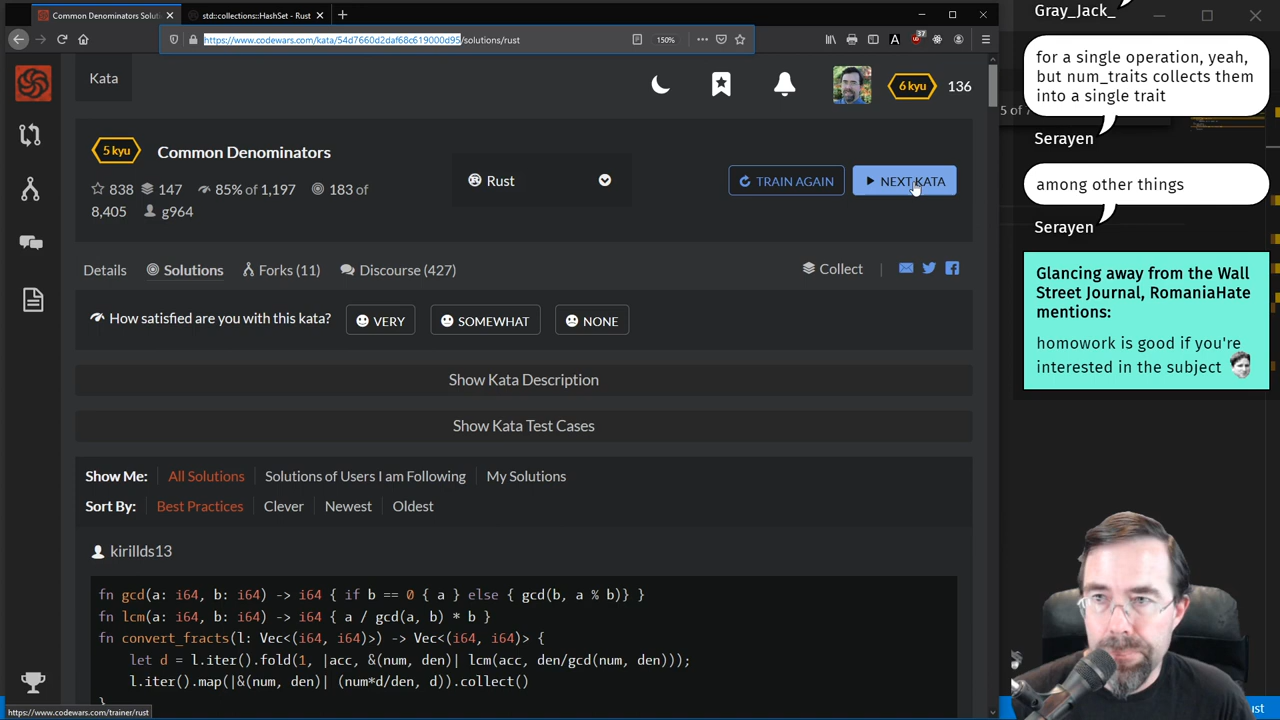 Common Denominators Solutio
std::collections::HashSet - Rust
https://www.codewars.com/kata/54d7660d2daf68c619000d95/solutions/rust
150%
37
Kata
6 kyu
136
5 kyu
Common Denominators
838
147
85% of 1,197
183 of
8,405
g964
Rust
TRAIN AGAIN
NEXT KATA
Details
Solutions
Forks (11)
Discourse (427)
Collect
How satisfied are you with this kata?
VERY
SOMEWHAT
NONE
Show Kata Description
Show Kata Test Cases
Show Me:
All Solutions
Solutions of Users I am Following
My Solutions
Sort By:
Best Practices
Clever
Newest
Oldest
kirillds13
fn gcd(a: i64, b: i64) -> i64 { if b == 0 { a } else { gcd(b, a % b)} }
fn lcm(a: i64, b: i64) -> i64 { a / gcd(a, b) * b }
fn convert_fracts(l: Vec<(i64, i64)>) -> Vec<(i64, i64)> {
let d = l.iter().fold(1, |acc, &(num, den)| lcm(acc, den/gcd(num, den)));
l.iter().map(|&(num, den)| (num*d/den, d)).collect()
}
https://www.codewars.com/trainer/rust
Gray_Jack_
for a single operation, yeah,
but num_traits collects them
into a single trait
5 of
Serayen
among other things
Serayen
Glancing away from the Wall
Street Journal, RomaniaHate
mentions:
homowork is good if you're
interested in the subject